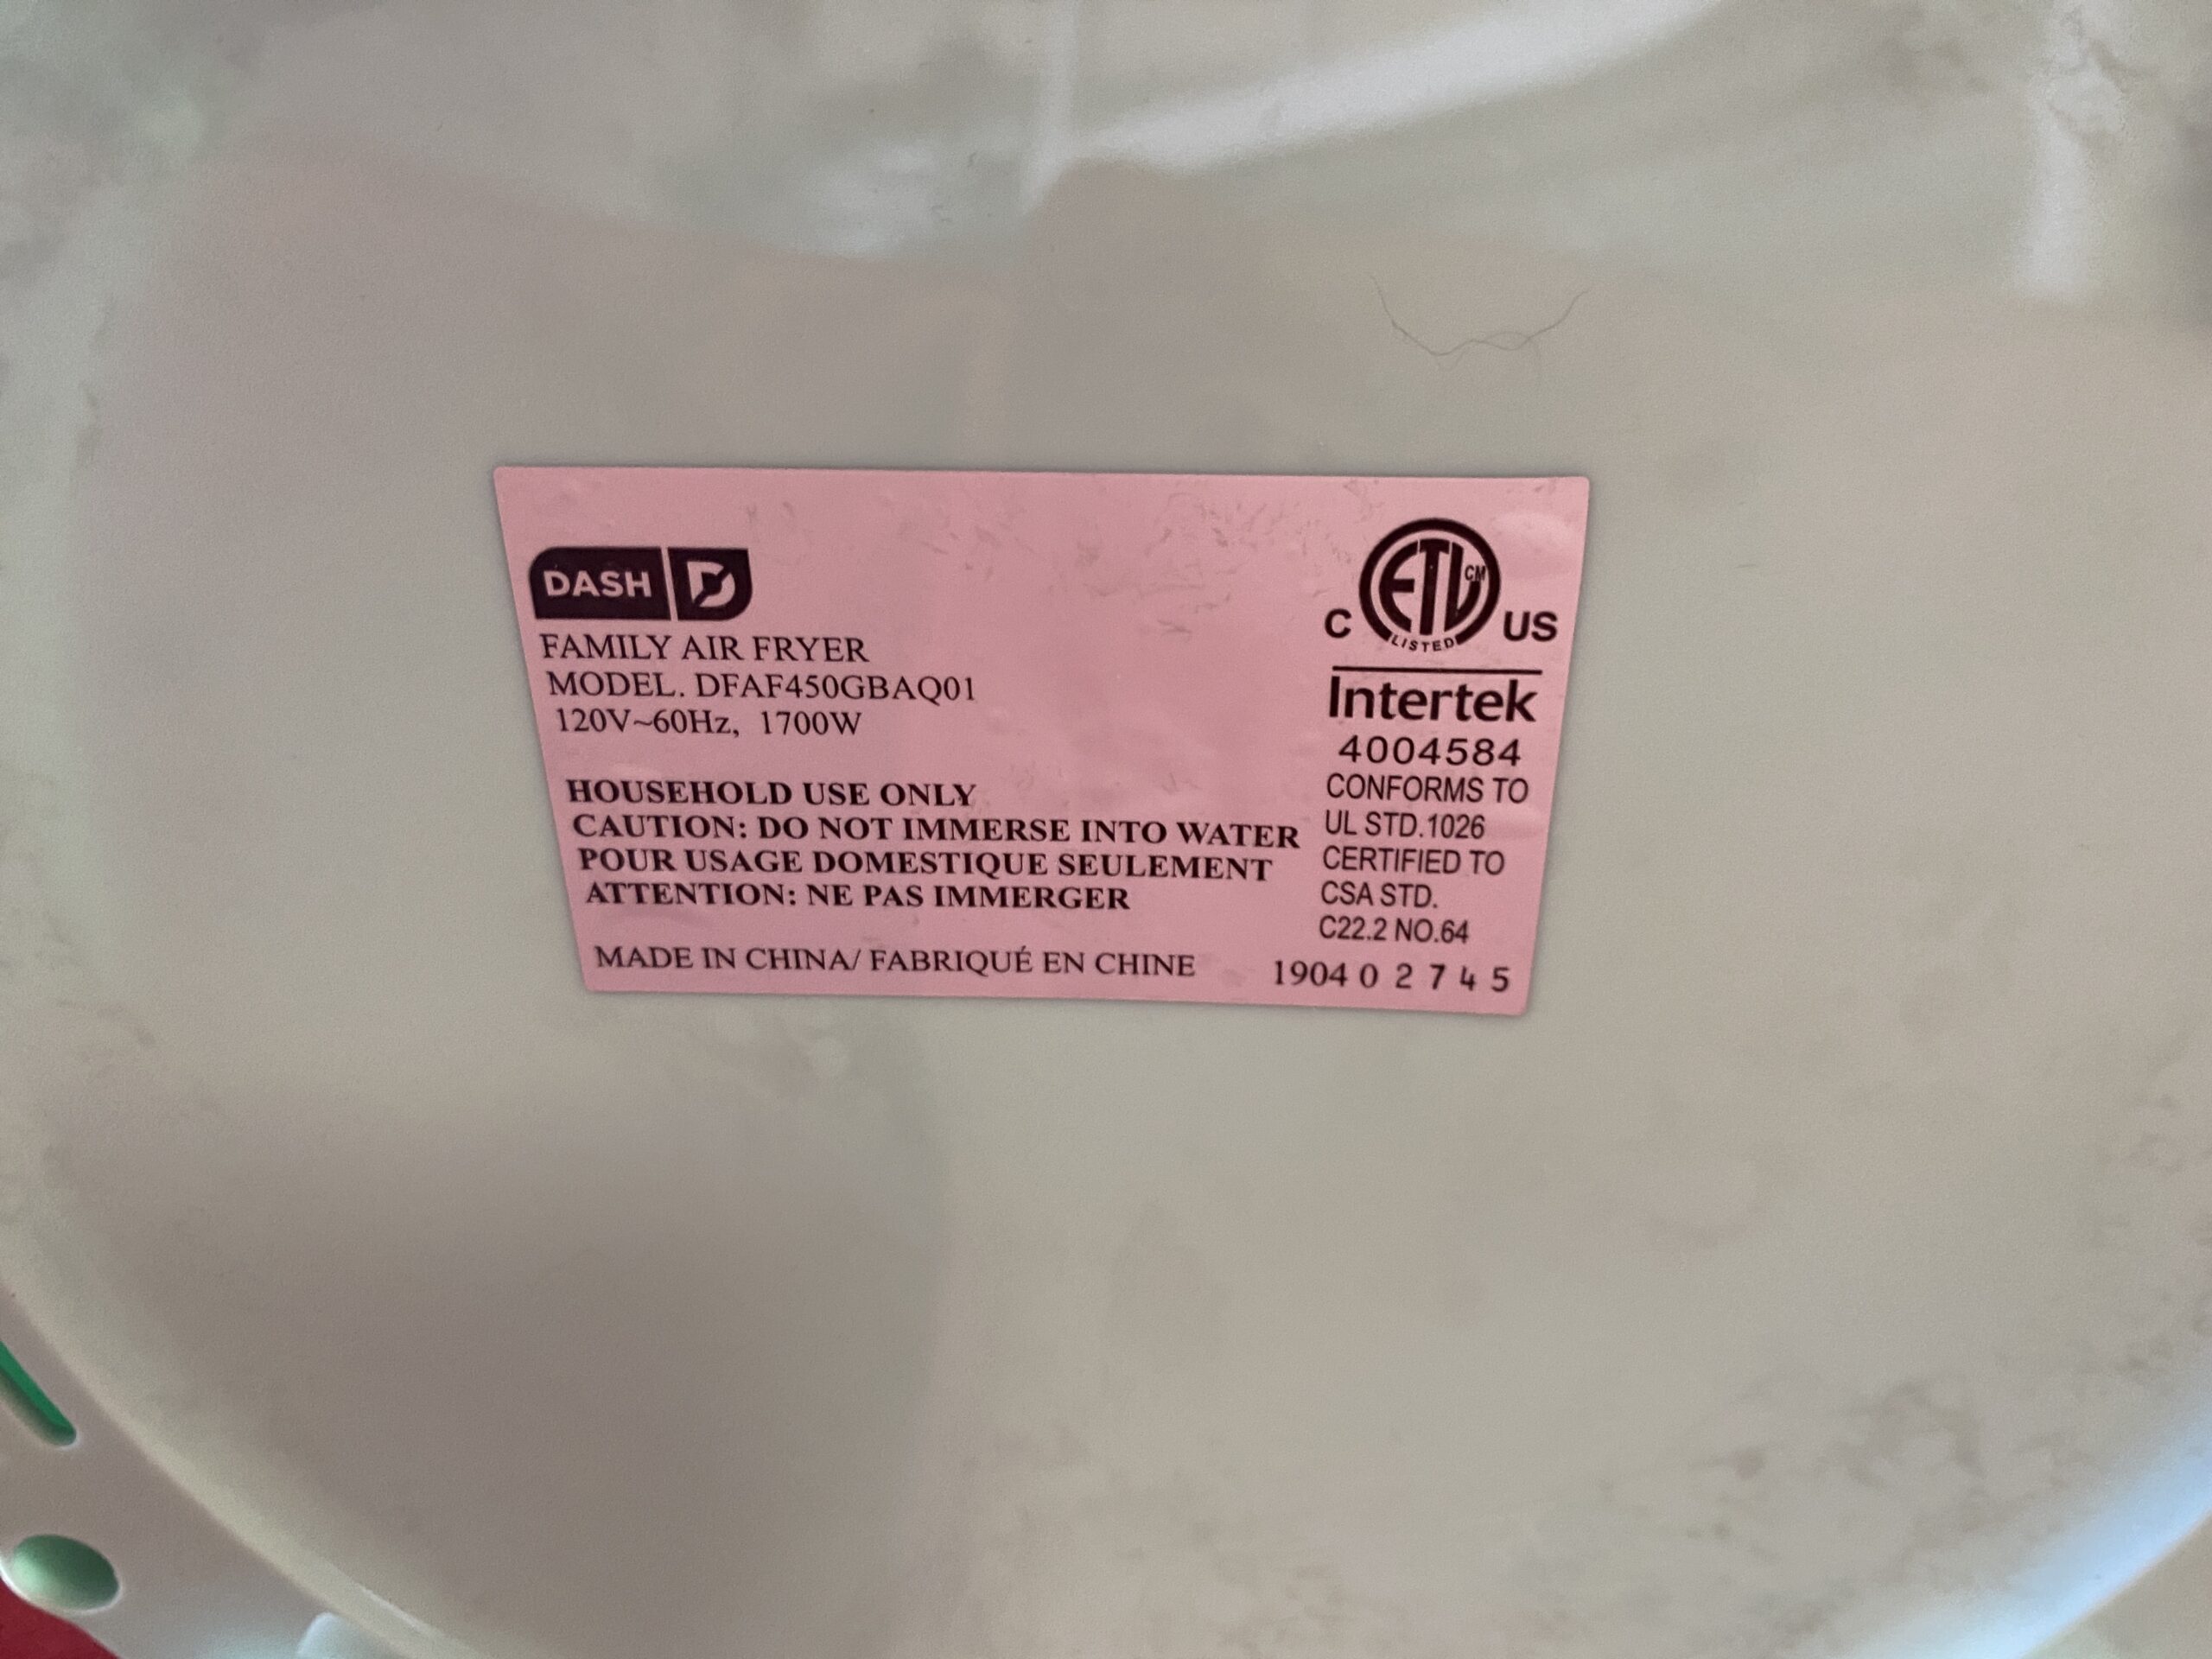 DASH D
FAMILY AIR FRYER
MODEL. DFAF450GBAQ01
120V~60Hz, 1700W
HOUSEHOLD USE ONLY
CAUTION: DO NOT IMMERSE INTO WATER
POUR USAGE DOMESTIQUE SEULEMENT
ATTENTION: NE PAS IMMERGER
MADE IN CHINA/ FABRIQUÉ EN CHINE
C ETL CM US
LISTED
Intertek
4004584
CONFORMS TO
UL STD.1026
CERTIFIED TO
CSA STD.
C22.2 NO.64
1904 0 2 7 4 5